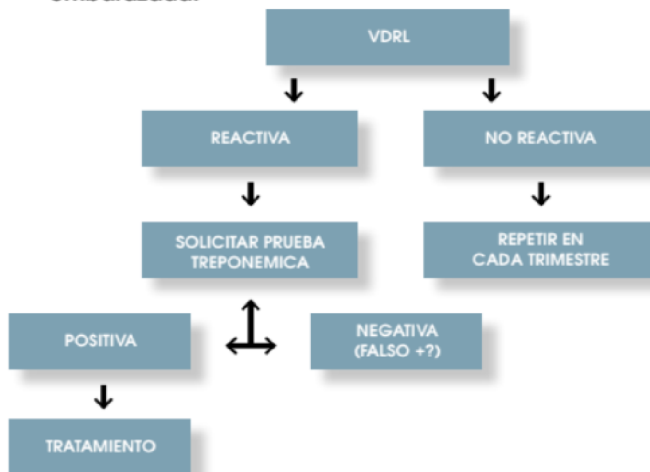 VDRL
REACTIVA
NO REACTIVA
SOLICITAR PRUEBA
TREPONEMICA
REPETIR EN
CADA TRIMESTRE
POSITIVA
NEGATIVA
(FALSO +?)
TRATAMIENTO